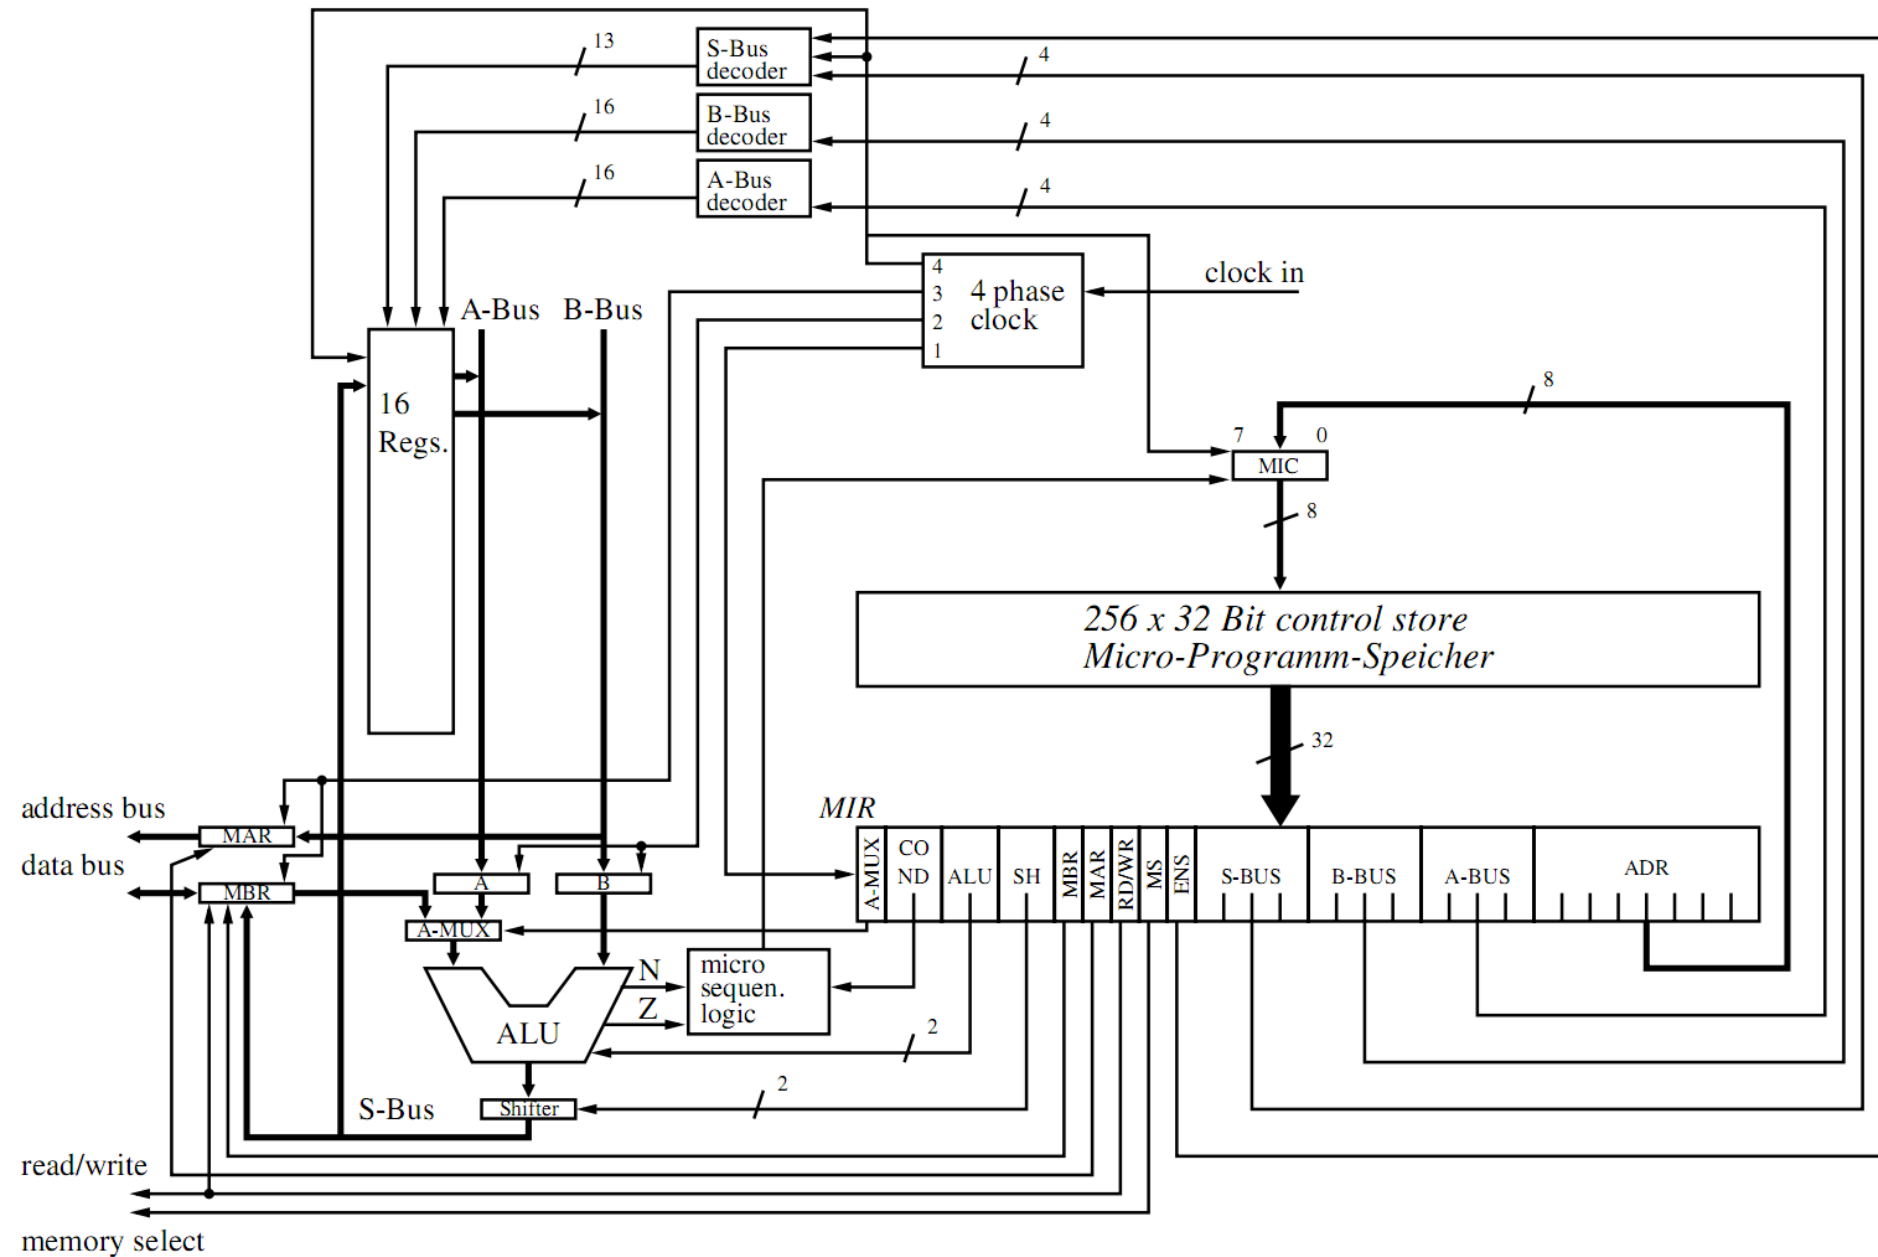 13
S-Bus
decoder
4
16
B-Bus
decoder
4
16
A-Bus
decoder
4
4
3
2
1
4 phase
clock
clock in
A-Bus
B-Bus
16
Regs.
8
7
0
MIC
8
256 x 32 Bit control store
Micro-Programm-Speicher
32
MIR
address bus
MAR
data bus
MBR
A
B
A-MUX
A-MUX
CO
ND
ALU
SH
MBR
MAR
RD/WR
MS
ENS
S-BUS
B-BUS
A-BUS
ADR
N
Z
micro
sequen.
logic
ALU
2
2
S-Bus
Shifter
read/write
memory select